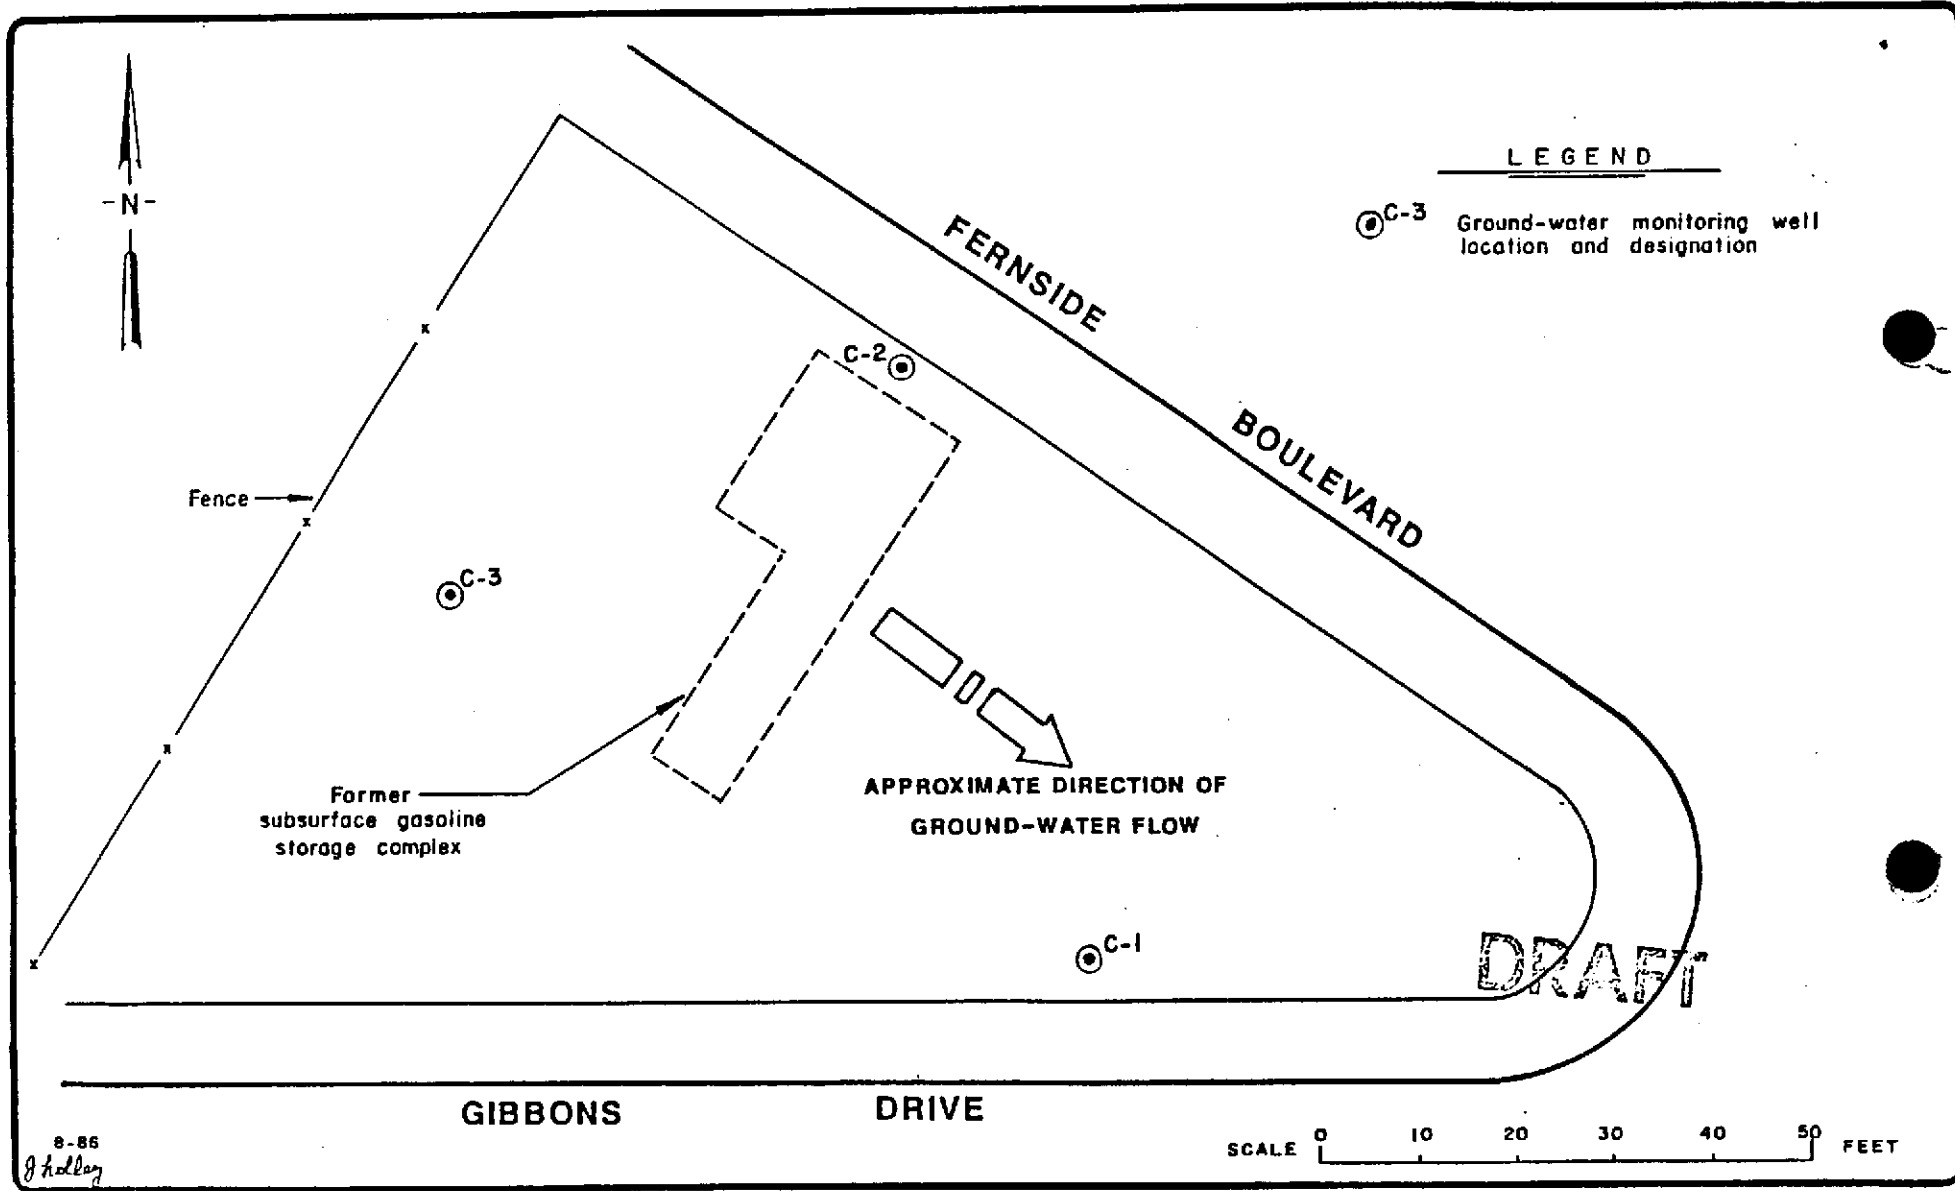 -N-
LEGEND
C-3 Ground-water monitoring well
location and designation
FERNSIDE
BOULEVARD
C-2
Fence
C-3
Former
subsurface gasoline
storage complex
APPROXIMATE DIRECTION OF
GROUND-WATER FLOW
C-1
DRAFT
GIBBONS DRIVE
8-86
SCALE 0 10 20 30 40 50 FEET